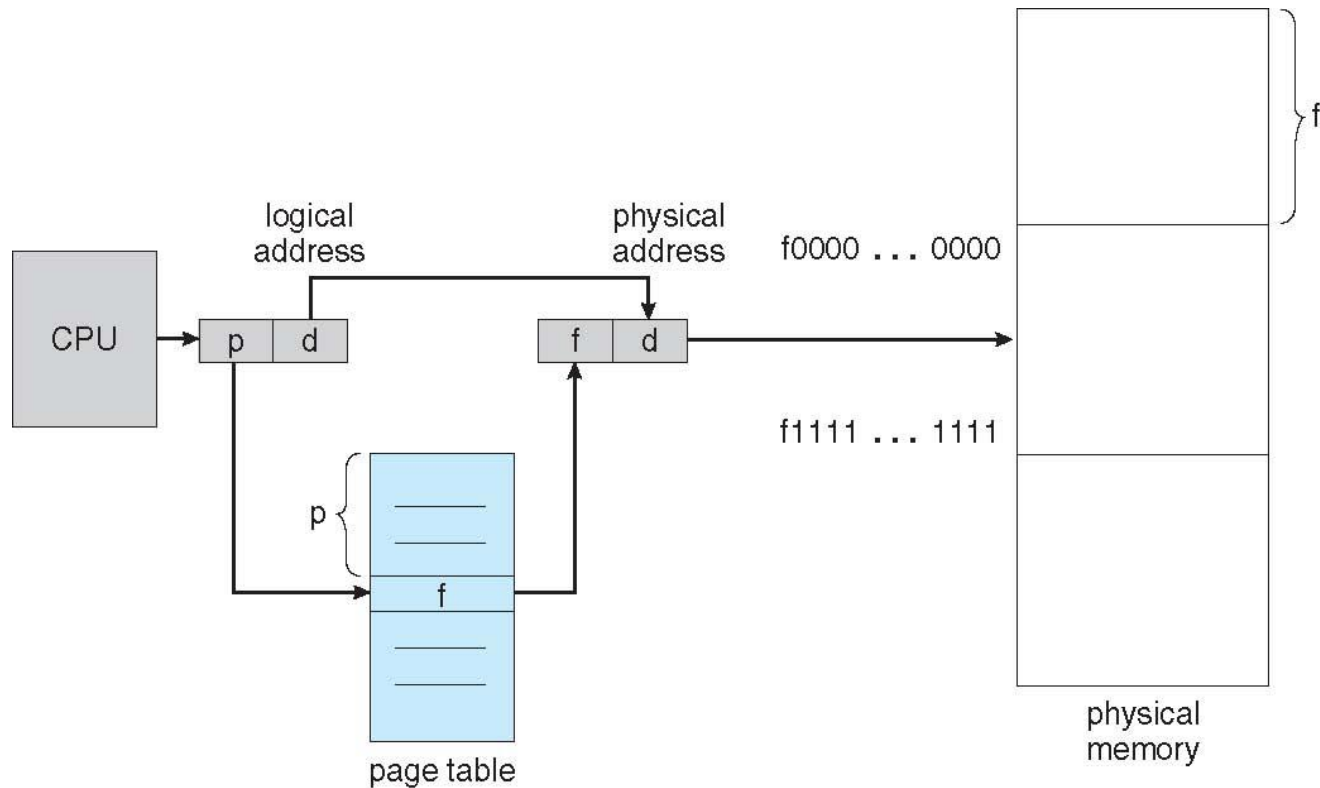 f
logical
address
physical
address
f0000 ... 0000
CPU
p
d
f
d
f1111 ... 1111
p
f
page table
physical
memory